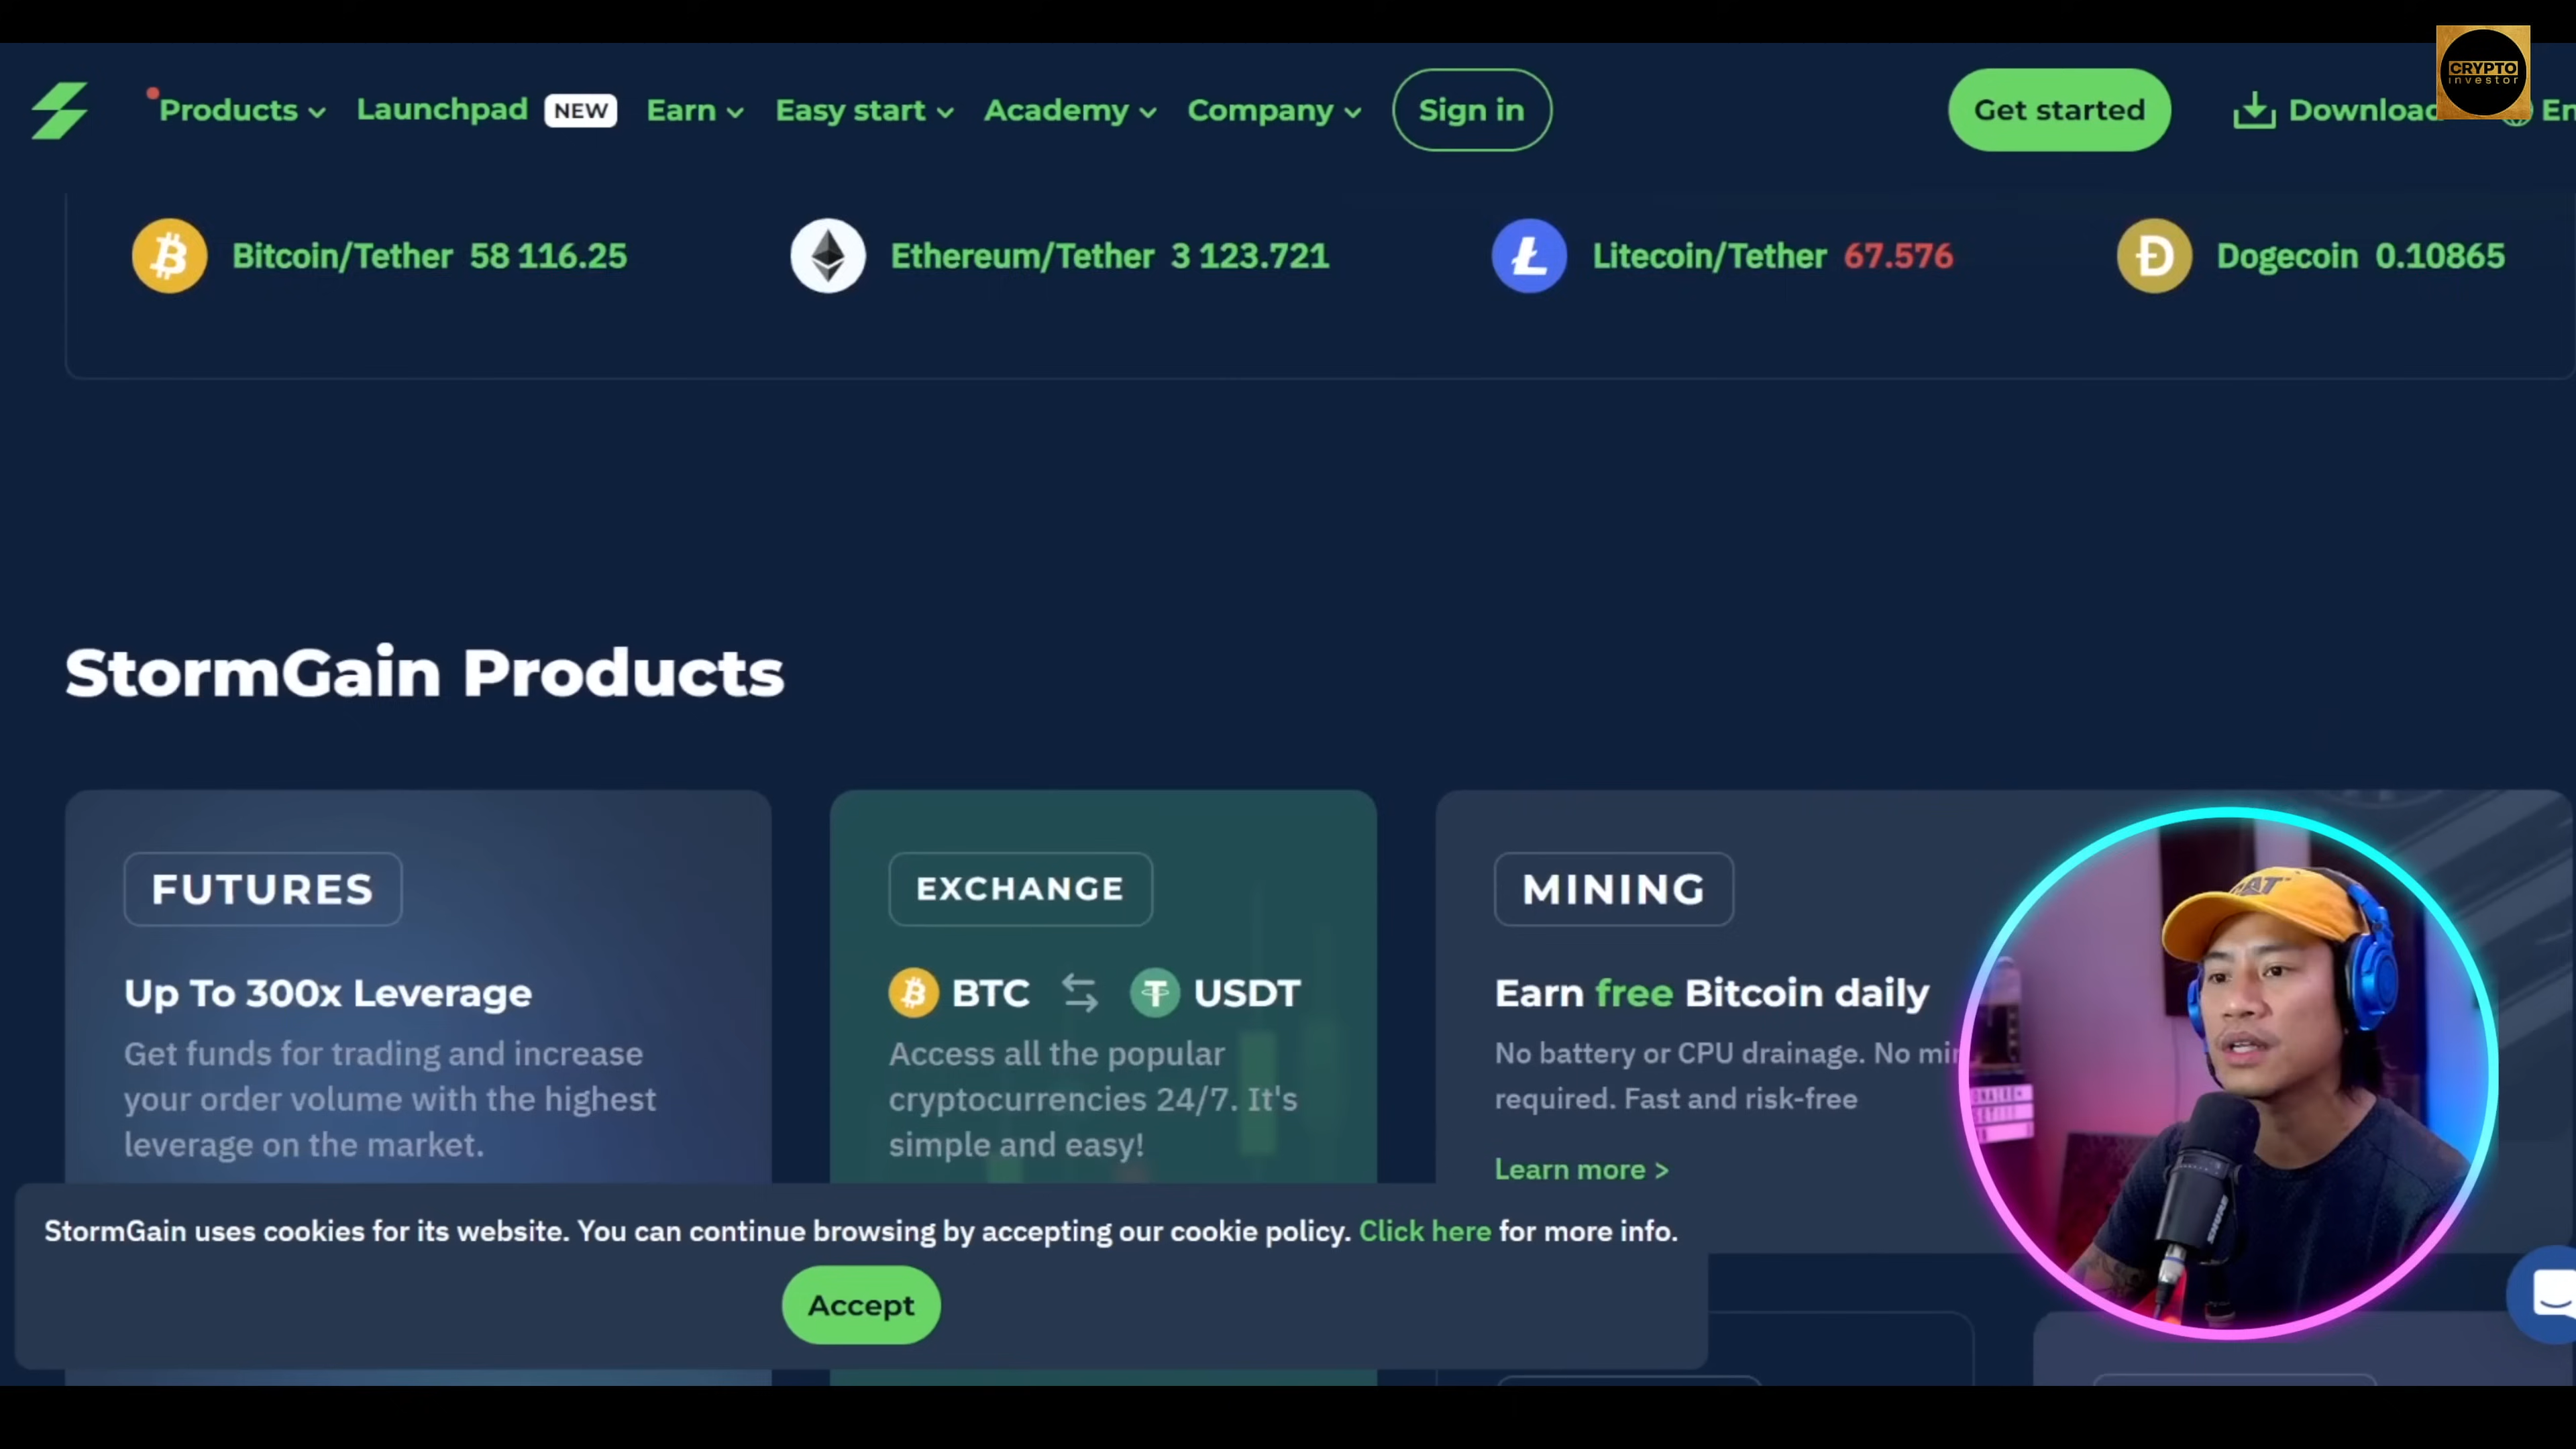 CRYPTO
investor
Products Launchpad NEW Earn Easy start Academy Company Sign in Get started Download En
Bitcoin/Tether 58 116.25 Ethereum/Tether 3 123.721 Litecoin/Tether 67.576 Dogecoin 0.10865
StormGain Products
FUTURES
Up To 300x Leverage
Get funds for trading and increase
your order volume with the highest
leverage on the market.
EXCHANGE
BTC USDT
Access all the popular
cryptocurrencies 24/7. It's
simple and easy!
MINING
Earn free Bitcoin daily
No battery or CPU drainage. No
required. Fast and risk-free
Learn more >
CAT
StormGain uses cookies for its website. You can continue browsing by accepting our cookie policy. Click here for more info.
Accept